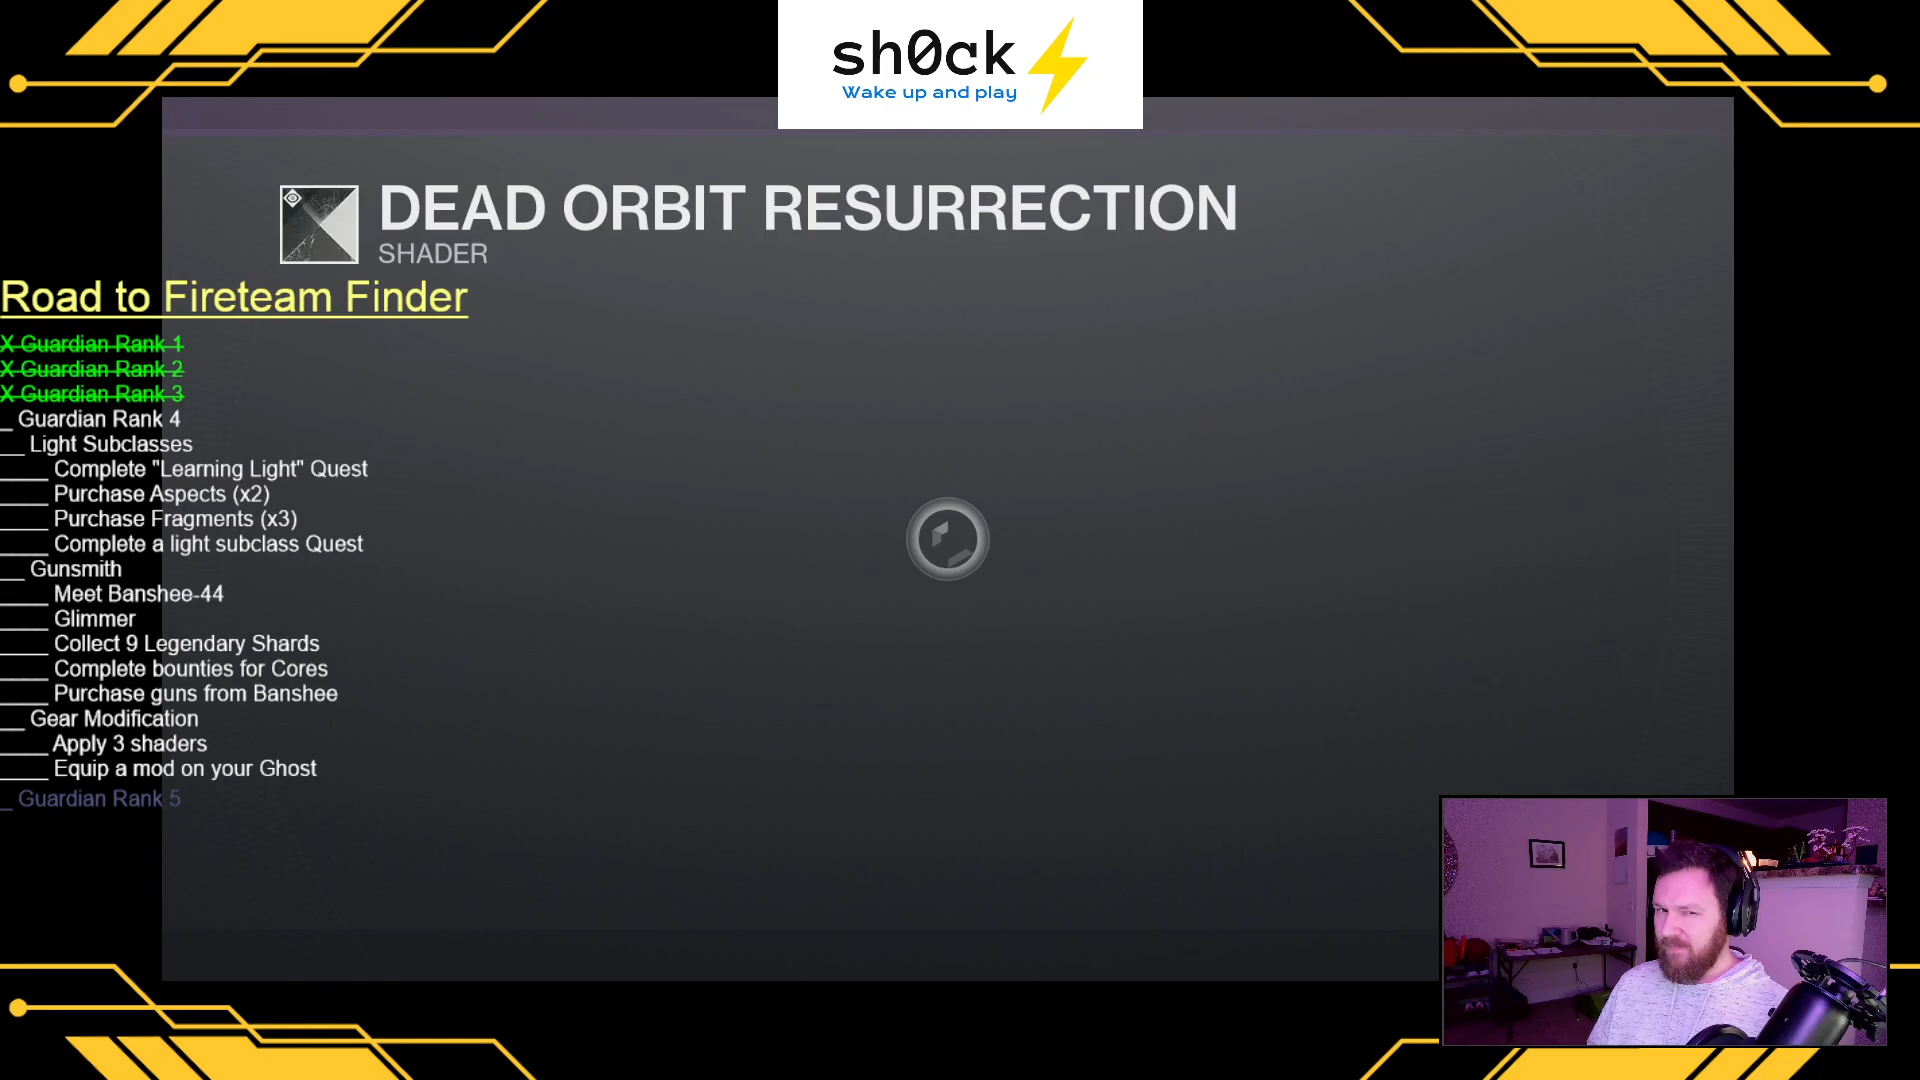 sh0ck
Wake up and play
DEAD ORBIT RESURRECTION
SHADER
Road to Fireteam Finder
X Guardian Rank 1
X Guardian Rank 2
X Guardian Rank 3
_ Guardian Rank 4
__ Light Subclasses
____ Complete "Learning Light" Quest
____ Purchase Aspects (x2)
____ Purchase Fragments (x3)
____ Complete a light subclass Quest
__ Gunsmith
____ Meet Banshee-44
____ Glimmer
____ Collect 9 Legendary Shards
____ Complete bounties for Cores
____ Purchase guns from Banshee
__ Gear Modification
____ Apply 3 shaders
____ Equip a mod on your Ghost
_ Guardian Rank 5